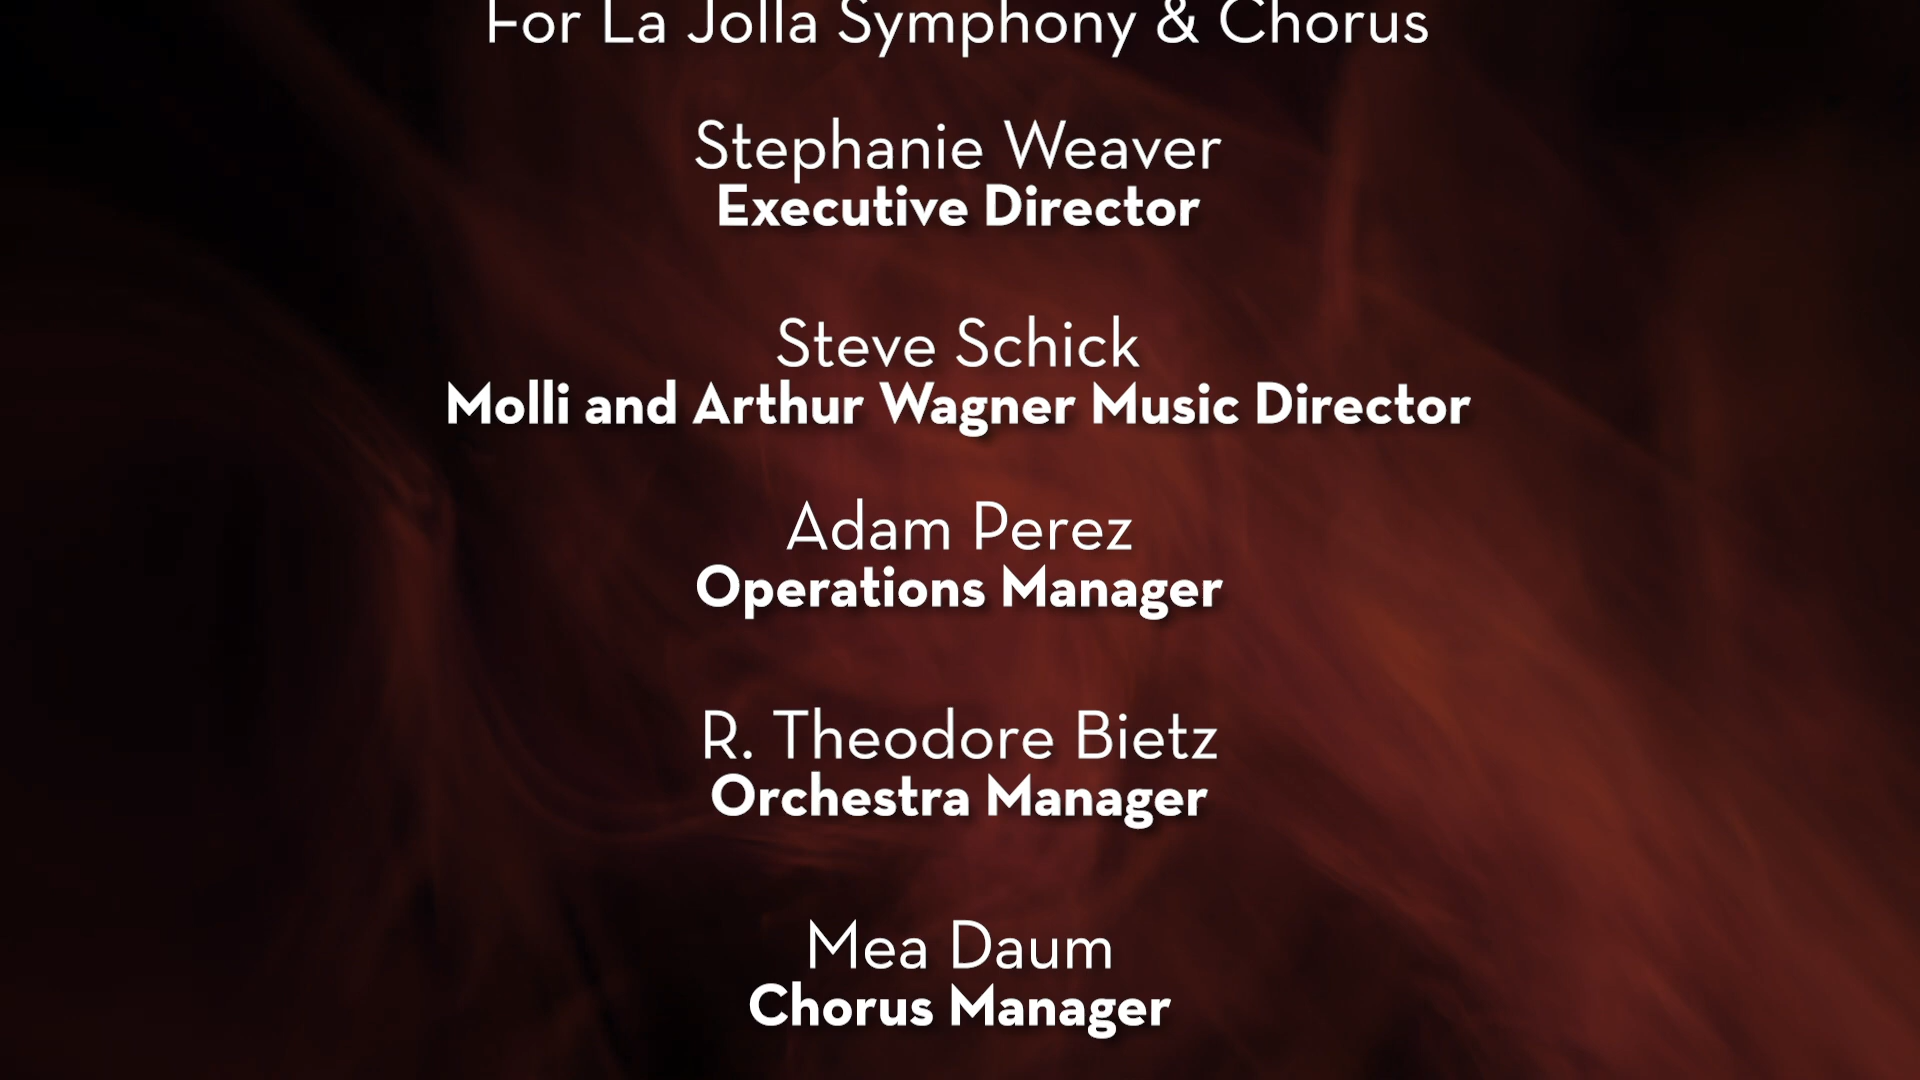 For La Jolla Symphony & Chorus
Stephanie Weaver
Executive Director
Steve Schick
Molli and Arthur Wagner Music Director
Adam Perez
Operations Manager
R. Theodore Bietz
Orchestra Manager
Mea Daum
Chorus Manager